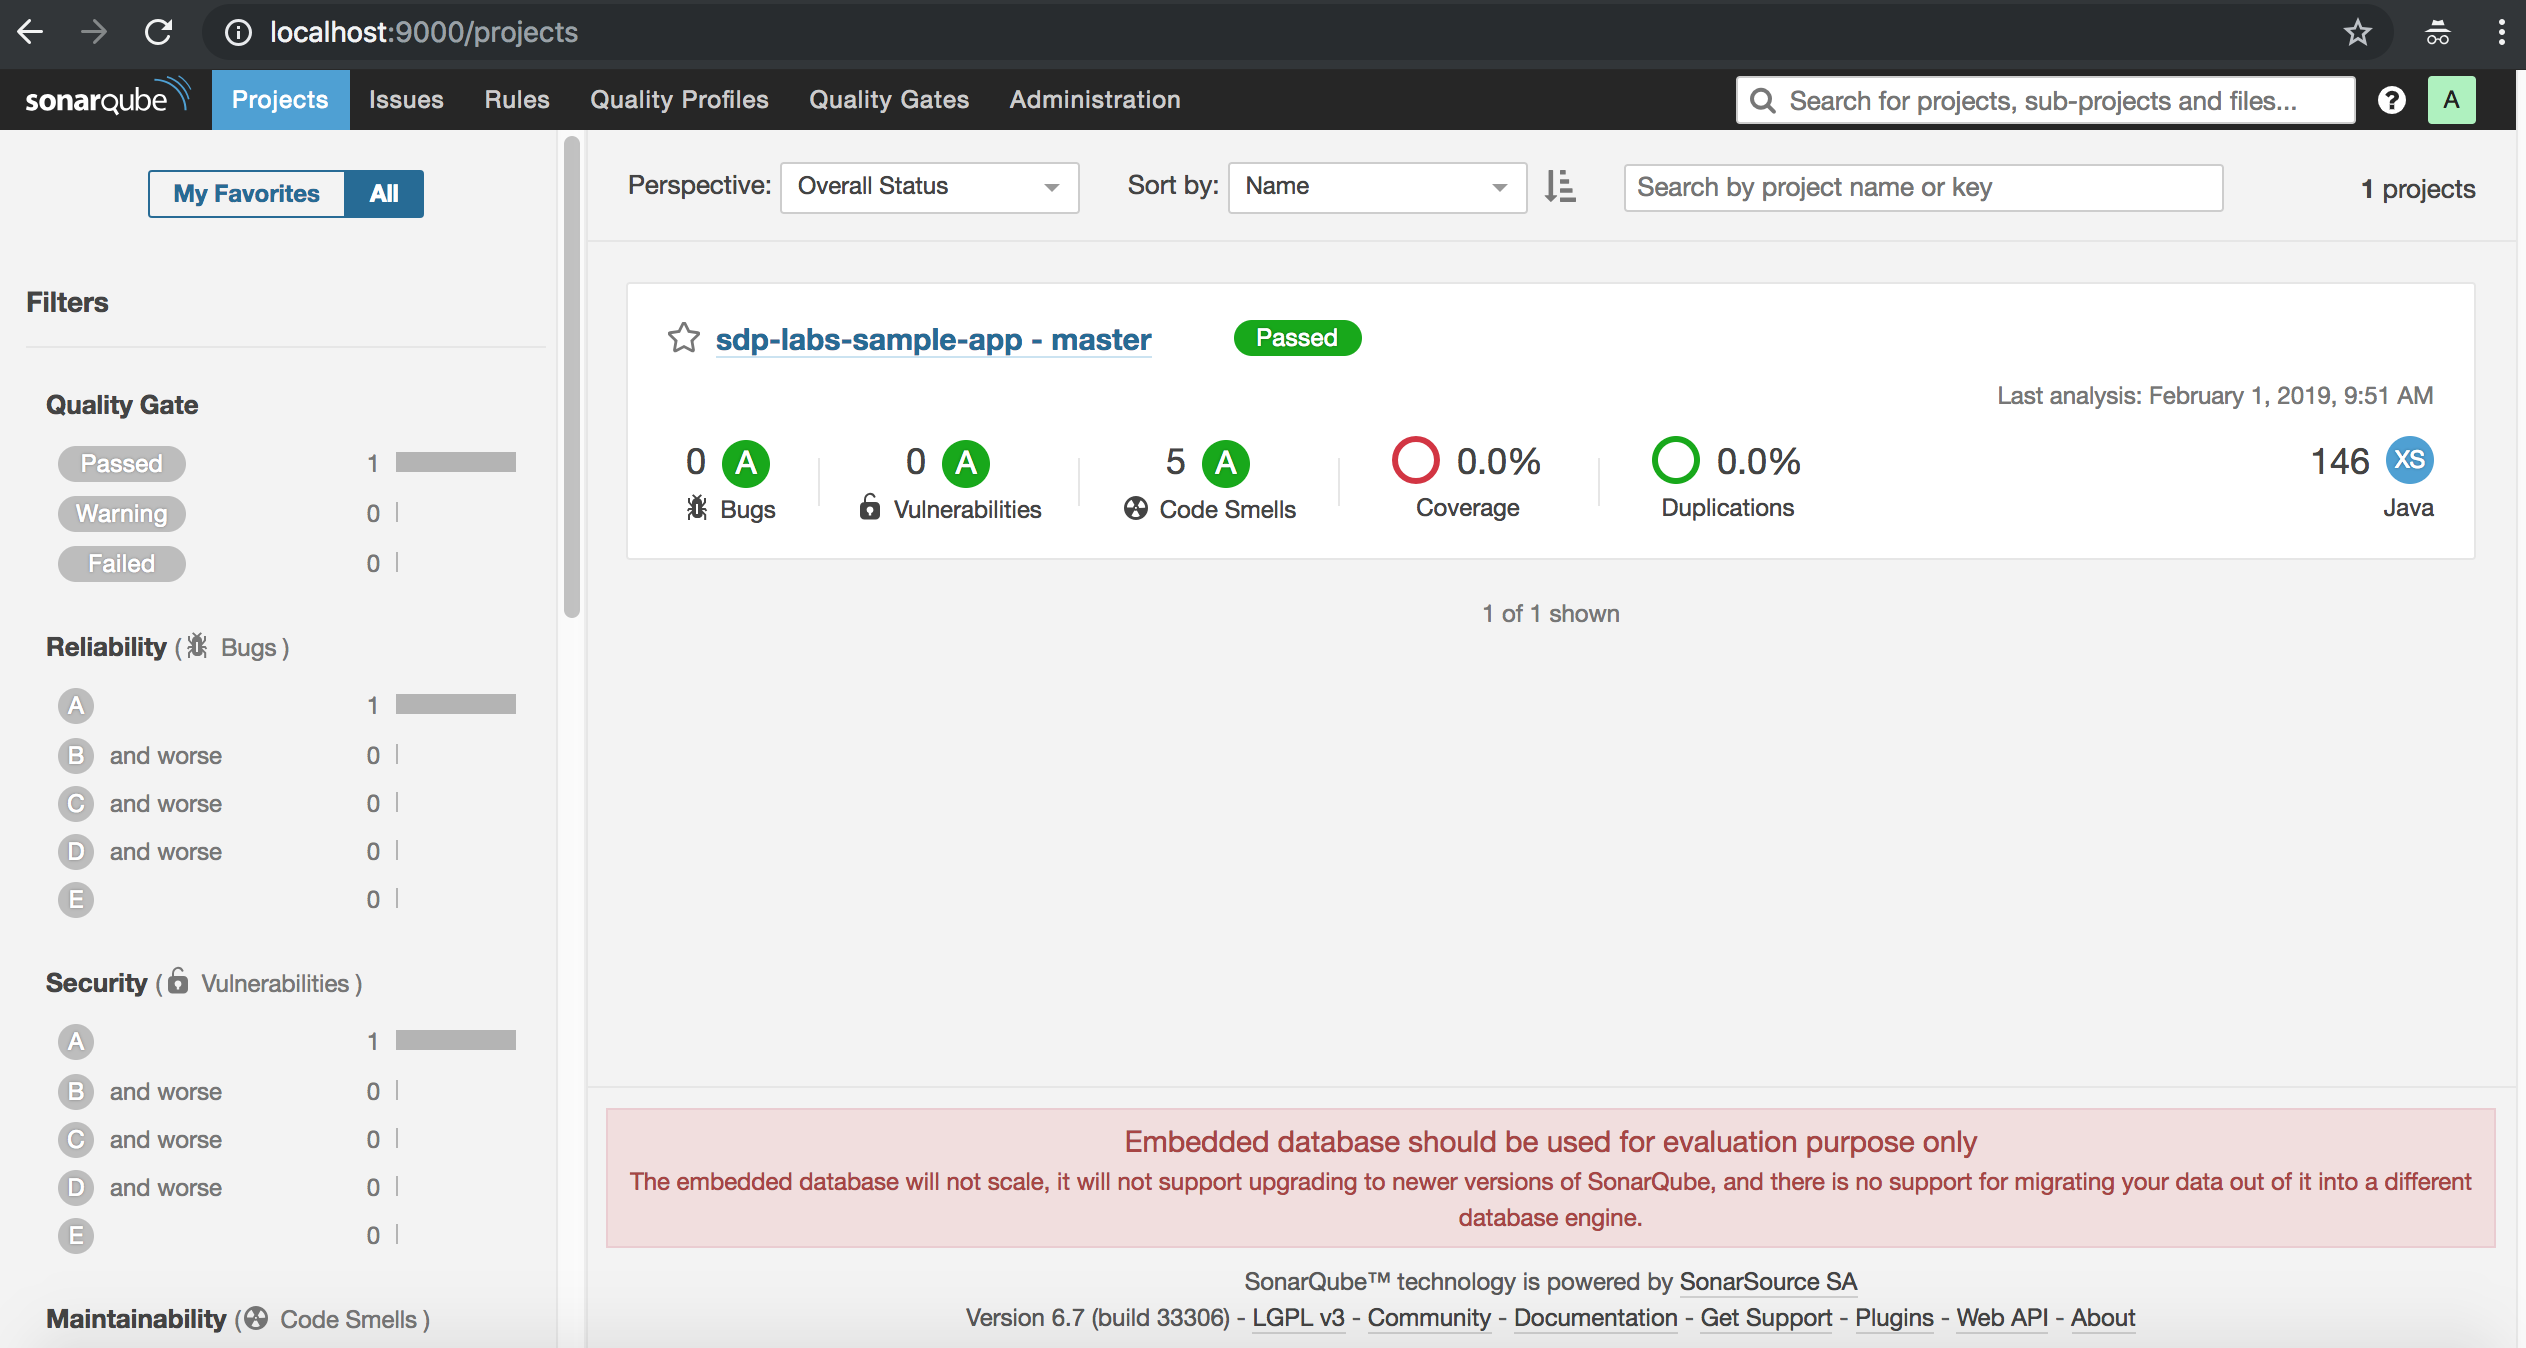 localhost:9000/projects
sonarqube Projects Issues Rules Quality Profiles Quality Gates Administration Search for projects, sub-projects and files... ? A
My Favorites All
Perspective: Overall Status Sort by: Name Search by project name or key 1 projects
Filters
Quality Gate
Passed 1
Warning 0
Failed 0
Reliability ( Bugs )
A 1
B and worse 0
C and worse 0
D and worse 0
E 0
Security ( Vulnerabilities )
A 1
B and worse 0
C and worse 0
D and worse 0
E 0
Maintainability ( Code Smells )
sdp-labs-sample-app - master Passed
Last analysis: February 1, 2019, 9:51 AM
0 A 0 A 5 A 0.0% 0.0% 146 XS
Bugs Vulnerabilities Code Smells Coverage Duplications Java
1 of 1 shown
Embedded database should be used for evaluation purpose only
The embedded database will not scale, it will not support upgrading to newer versions of SonarQube, and there is no support for migrating your data out of it into a different
database engine.
SonarQube™ technology is powered by SonarSource SA
Version 6.7 (build 33306) - LGPL v3 - Community - Documentation - Get Support - Plugins - Web API - About